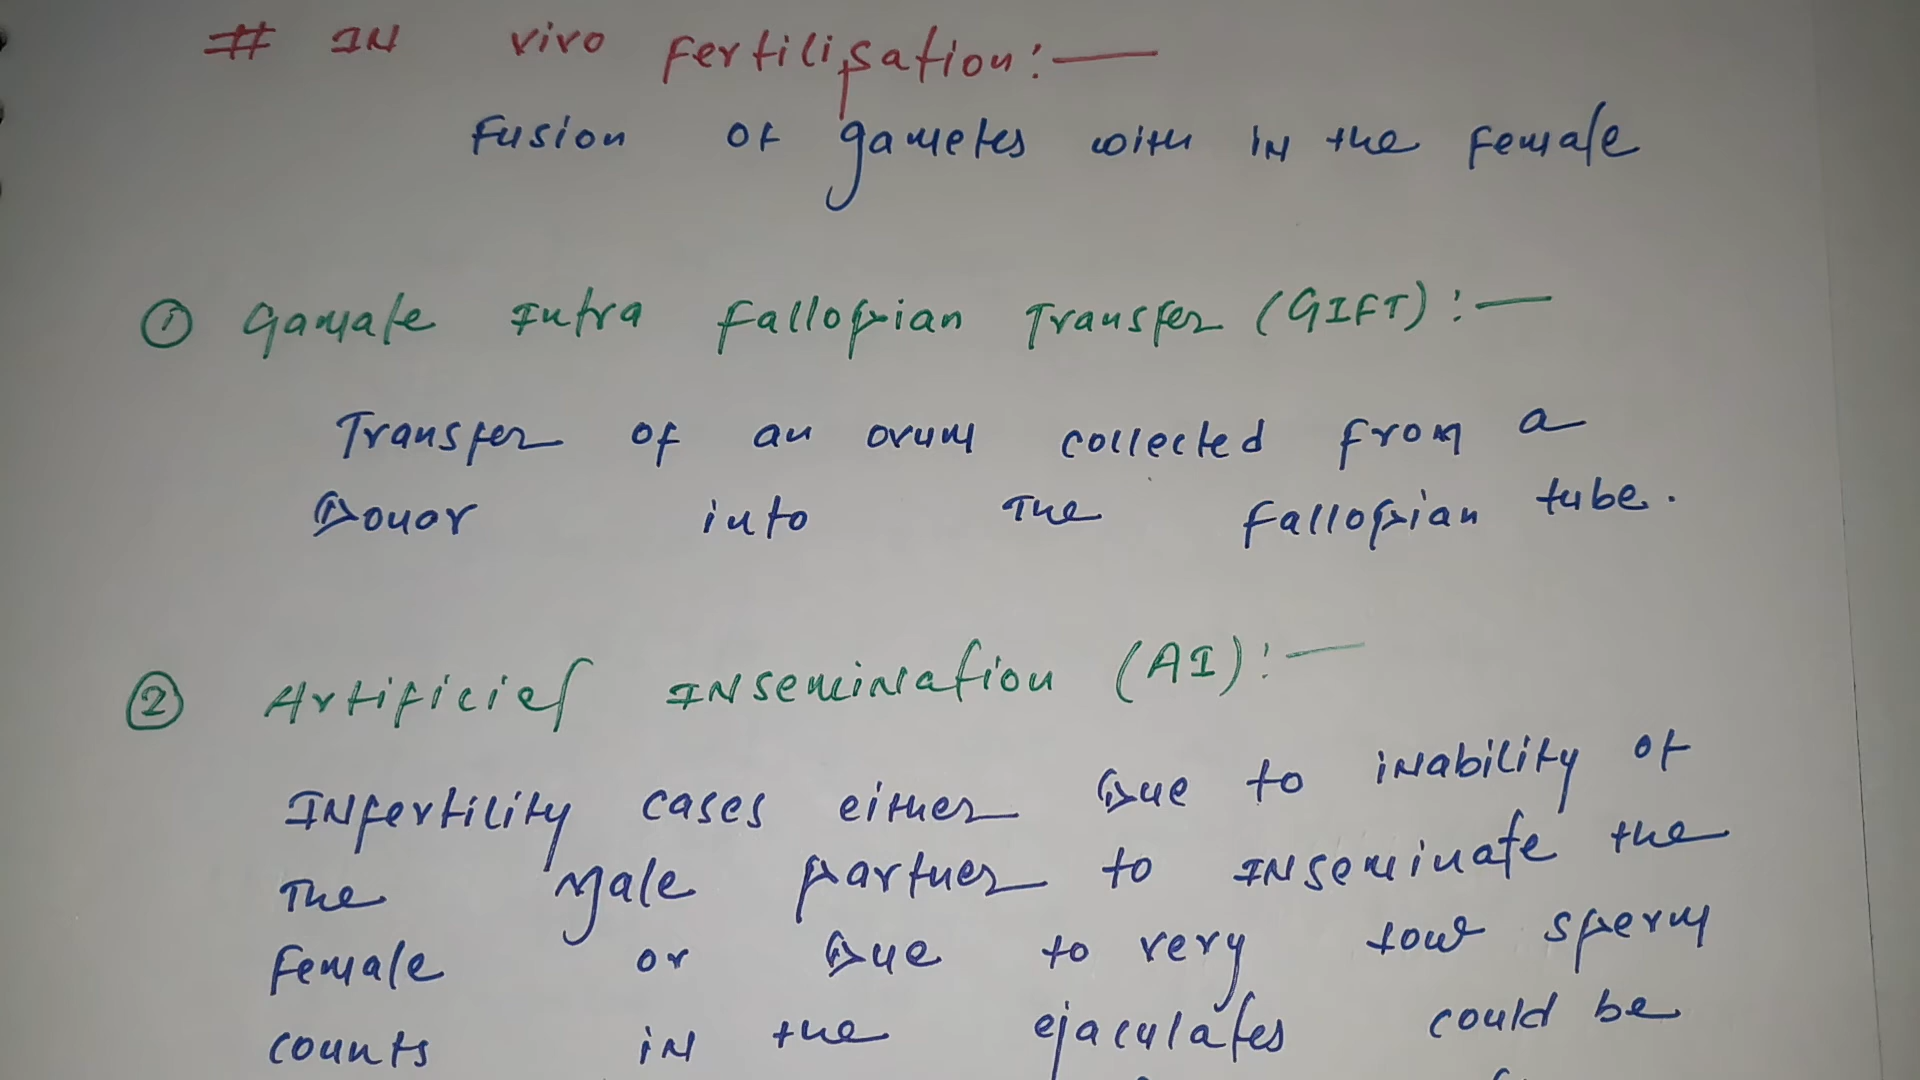 # IN vivo Fertilisation:—
Fusion of gametes with in the Female
① Gamate Intra Fallopian Transfer (GIFT):—
Transfer of an ovum collected from a
Donor into The Fallopian tube.
② Artificial Insemination (AI):—
Infertility cases either Due to inability of
The Male partner to Inseminate the
Female or Due to very low sperm
counts in the ejaculates could be